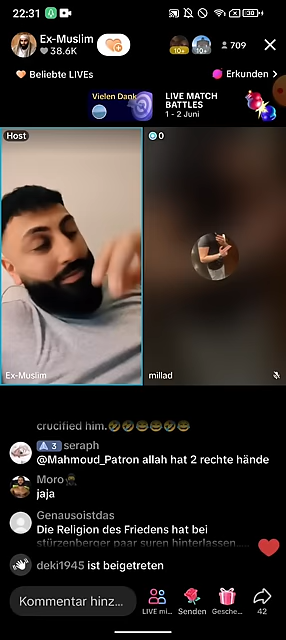 22:31
Ex-Muslim
38.6K
10+
10+
709
Beliebte LIVEs
Erkunden >
Vielen Dank
LIVE MATCH
BATTLES
1 - 2 Juni
Host
0
Ex-Muslim
millad
crucified him.🤣🤣😂😂🤣😂
3 seraph
@Mahmoud_Patron allah hat 2 rechte hände
Moro
jaja
Genausoistdas
Die Religion des Friedens hat bei
stürzenberger paar suren hinterlassen....
deki1945 ist beigetreten
Kommentar hinz...
LIVE mi...
Senden
Gesche...
42